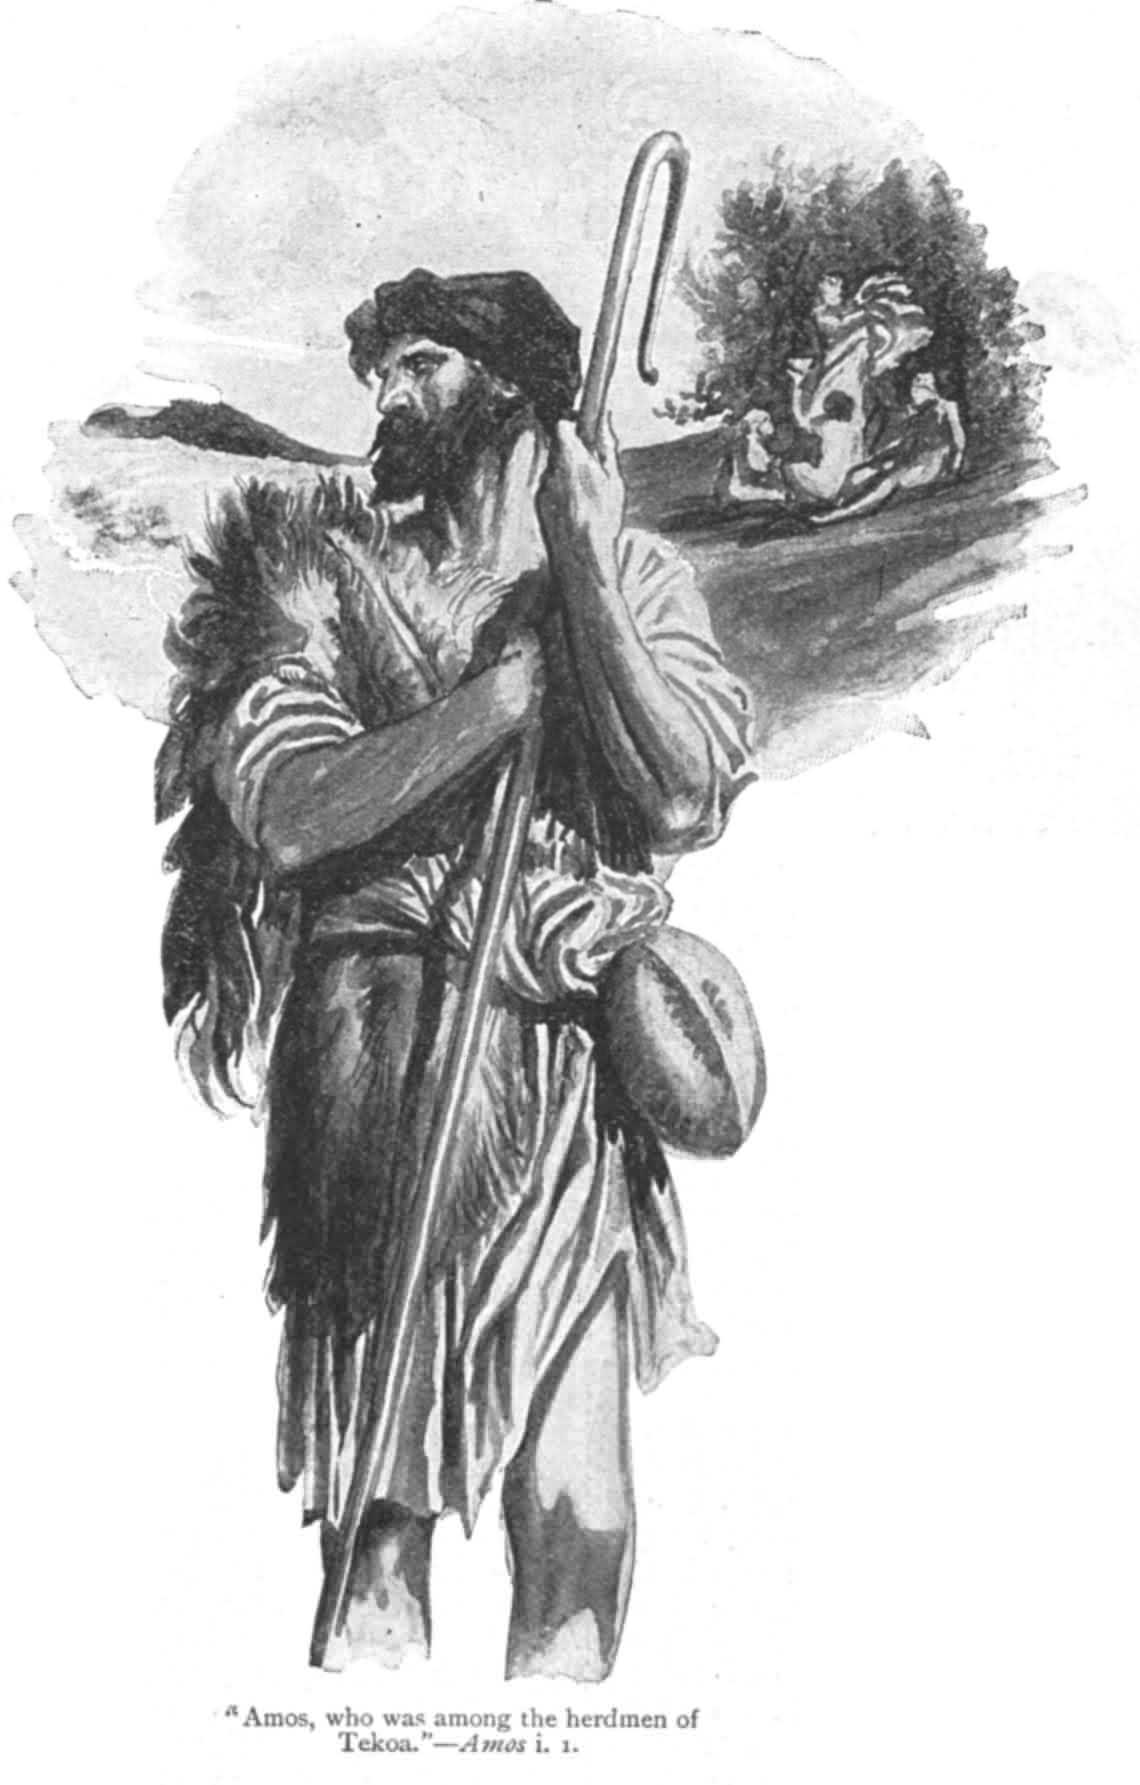 "Amos, who was among the herdmen of
Tekoa."—Amos i. 1.